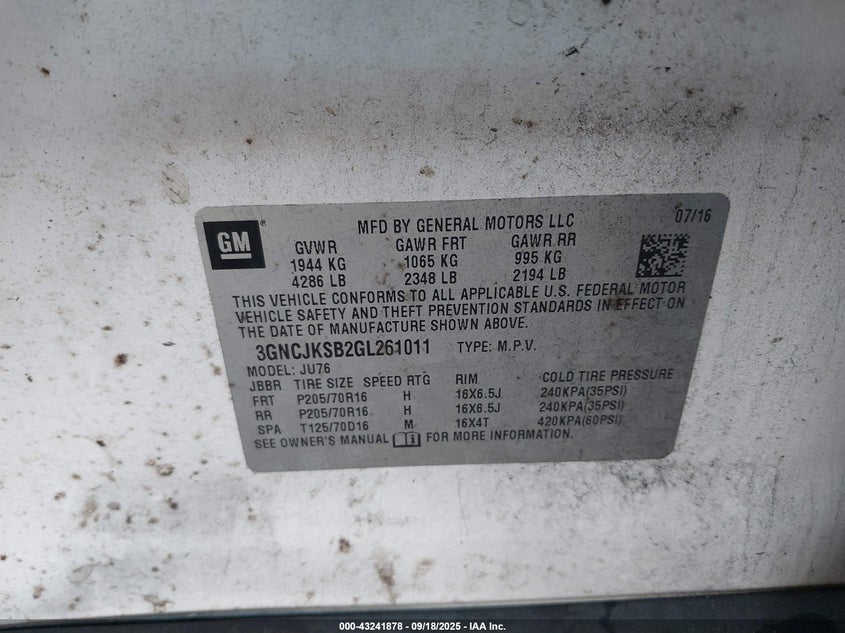 GM ®
MFD BY GENERAL MOTORS LLC 07/16
GVWR GAWR FRT GAWR RR
1944 KG 1065 KG 995 KG
4286 LB 2348 LB 2194 LB
THIS VEHICLE CONFORMS TO ALL APPLICABLE U.S. FEDERAL MOTOR
VEHICLE SAFETY AND THEFT PREVENTION STANDARDS IN EFFECT ON
THE DATE OF MANUFACTURE SHOWN ABOVE.
3GNCJKSB2GL261011 TYPE: M.P.V.
MODEL: JU76
JBBR TIRE SIZE SPEED RTG RIM COLD TIRE PRESSURE
FRT P205/70R16 H 16X6.5J 240KPA(35PSI)
RR P205/70R16 H 16X6.5J 240KPA(35PSI)
SPA T125/70D16 M 16X4T 420KPA(60PSI)
SEE OWNER'S MANUAL FOR MORE INFORMATION.
000-43241878 - 09/18/2025 - IAA Inc.